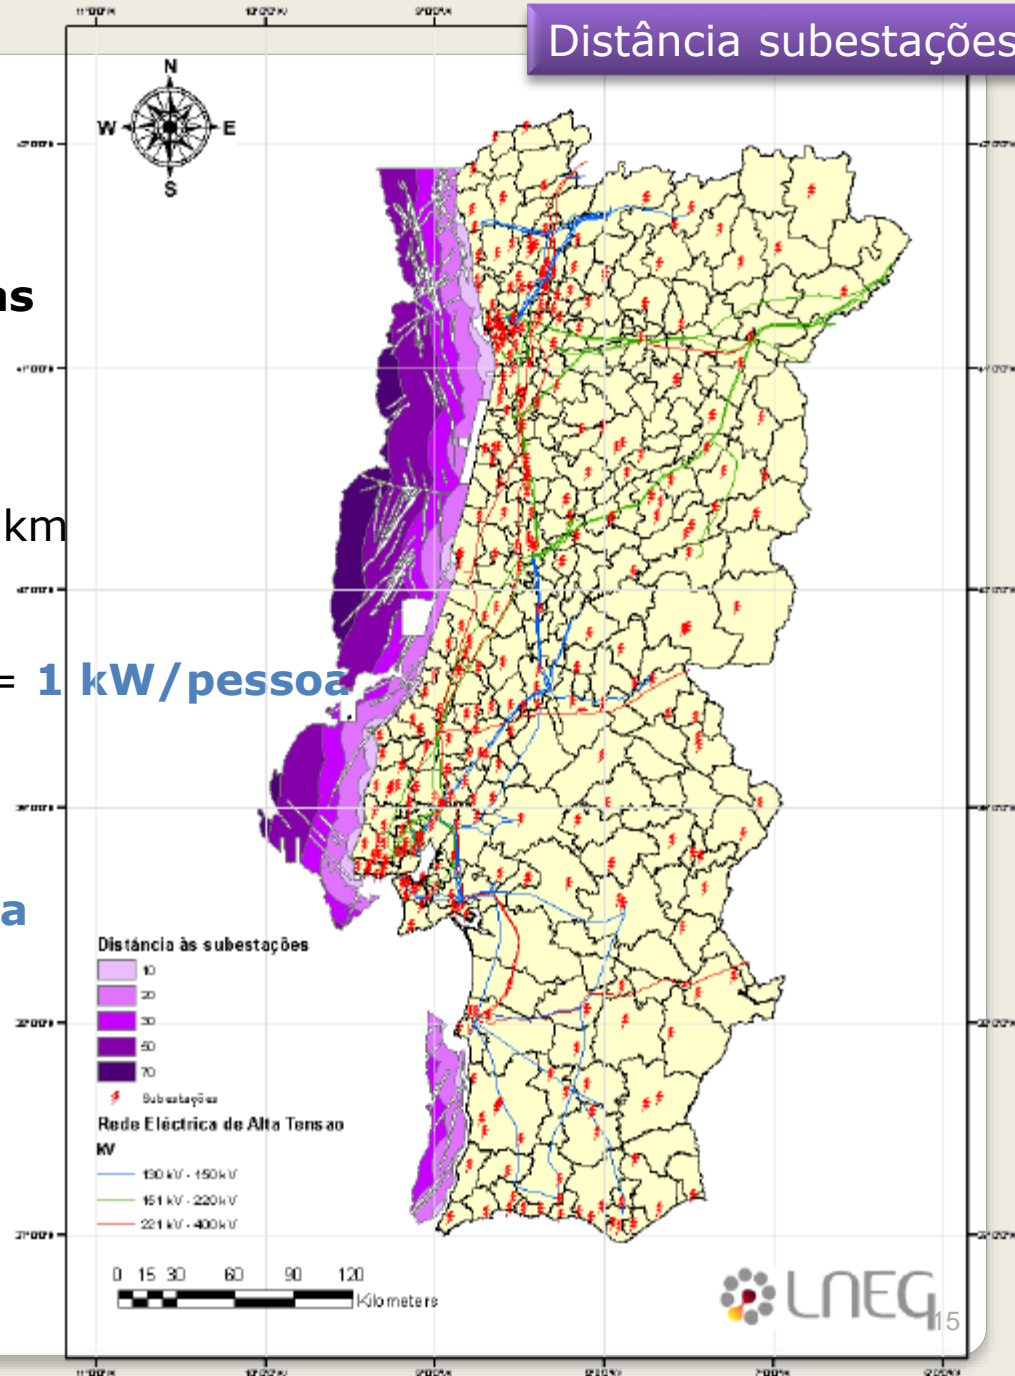 Distância subestações
N
W E
S
as
km
= 1 kW/pessoa
a
Distância às subestações
10
20
30
50
70
Subestações
Rede Eléctrica de Alta Tensao
kV
130 kV - 150 kV
151 kV - 220 kV
221 kV - 400 kV
0 15 30 60 90 120
Kilometers
LNEG
15